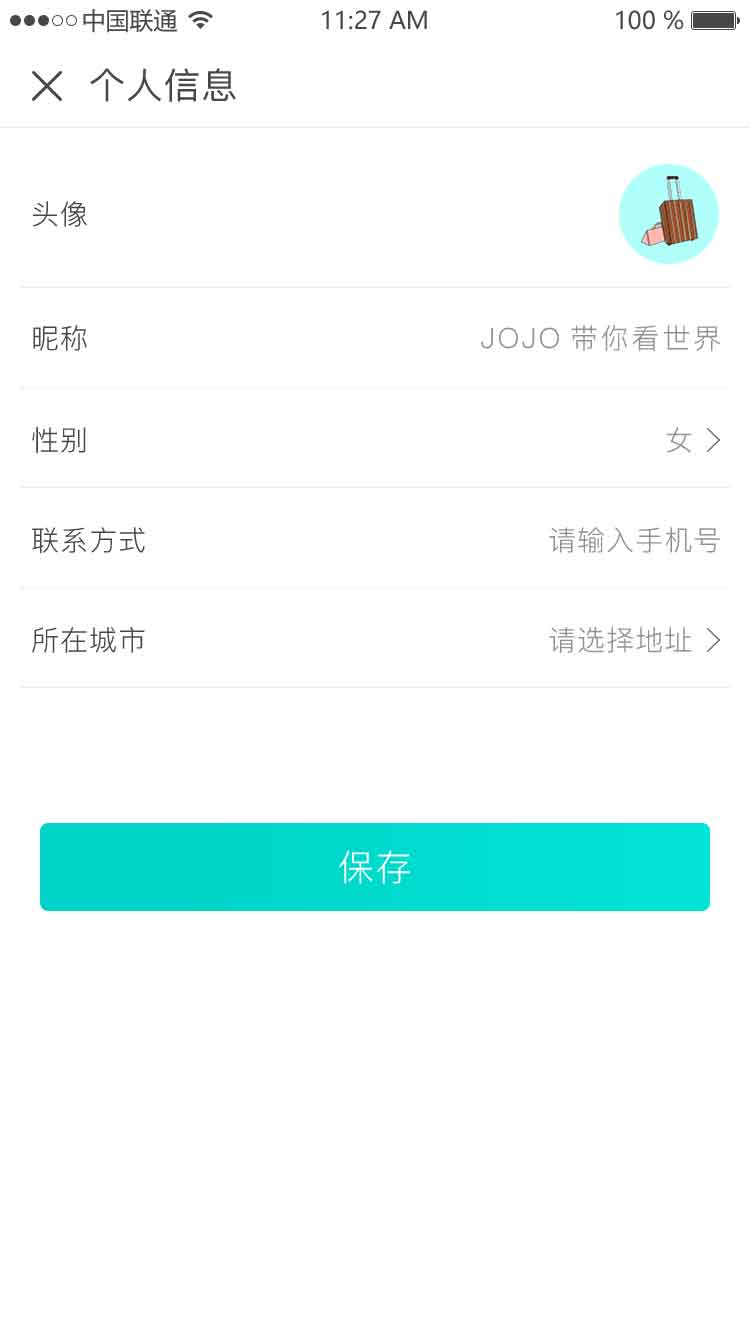 中国联通 11:27 AM 100 %
个人信息
头像
昵称 JOJO 带你看世界
性别 女
联系方式 请输入手机号
所在城市 请选择地址
保存